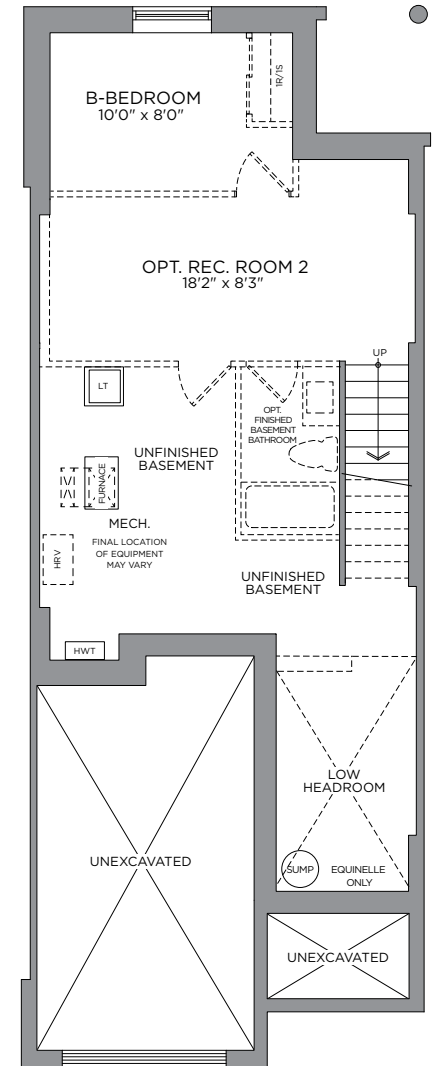 B-BEDROOM
10'0" x 8'0"
1R/1S
OPT. REC. ROOM 2
18'2" x 8'3"
UP
LT
OPT.
FINISHED
BASEMENT
BATHROOM
UNFINISHED
BASEMENT
FURNACE
MECH.
FINAL LOCATION
OF EQUIPMENT
MAY VARY
HRV
UNFINISHED
BASEMENT
HWT
LOW
HEADROOM
UNEXCAVATED
SUMP
EQUINELLE
ONLY
UNEXCAVATED